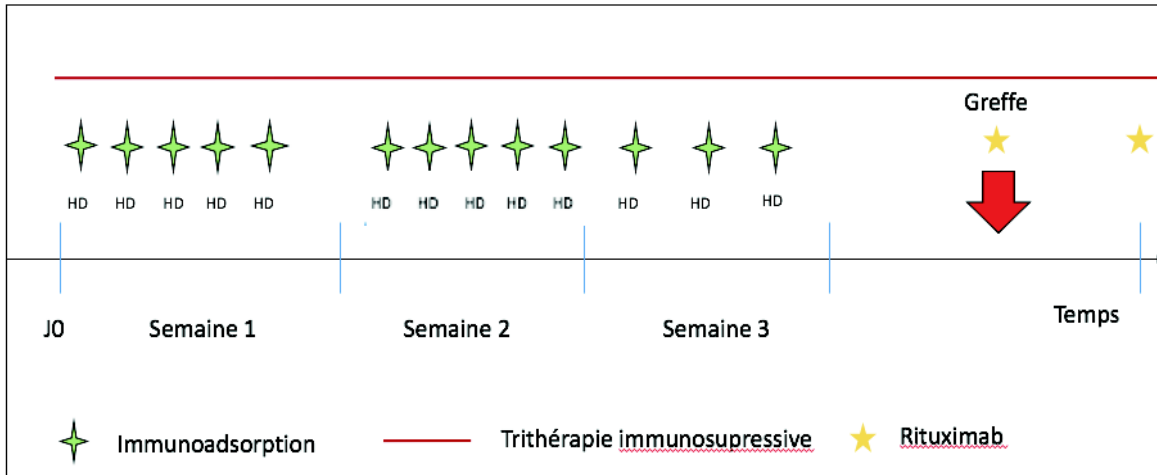 Greffe
HD HD HD HD HD HD HD HD HD HD HD HD HD
J0 Semaine 1 Semaine 2 Semaine 3 Temps
Immunoadsorption Trithérapie immunosupressive Rituximab